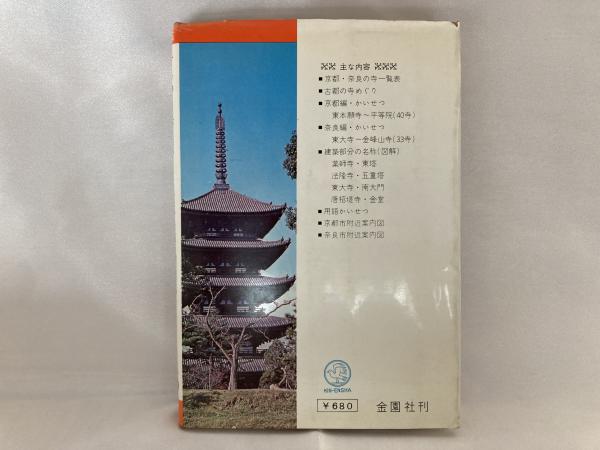 主な内容
■京都・奈良の寺一覧表
■古都の寺めぐり
■京都編・かいせつ
東本願寺～平等院(40寺)
■奈良編・かいせつ
東大寺～金峰山寺(33寺)
■建築部分の名称(図解)
薬師寺・東塔
法隆寺・五重塔
東大寺・南大門
唐招提寺・金堂
■用語かいせつ
■京都市附近案内図
■奈良市附近案内図
KIN-ENSHA
￥680
金園社刊